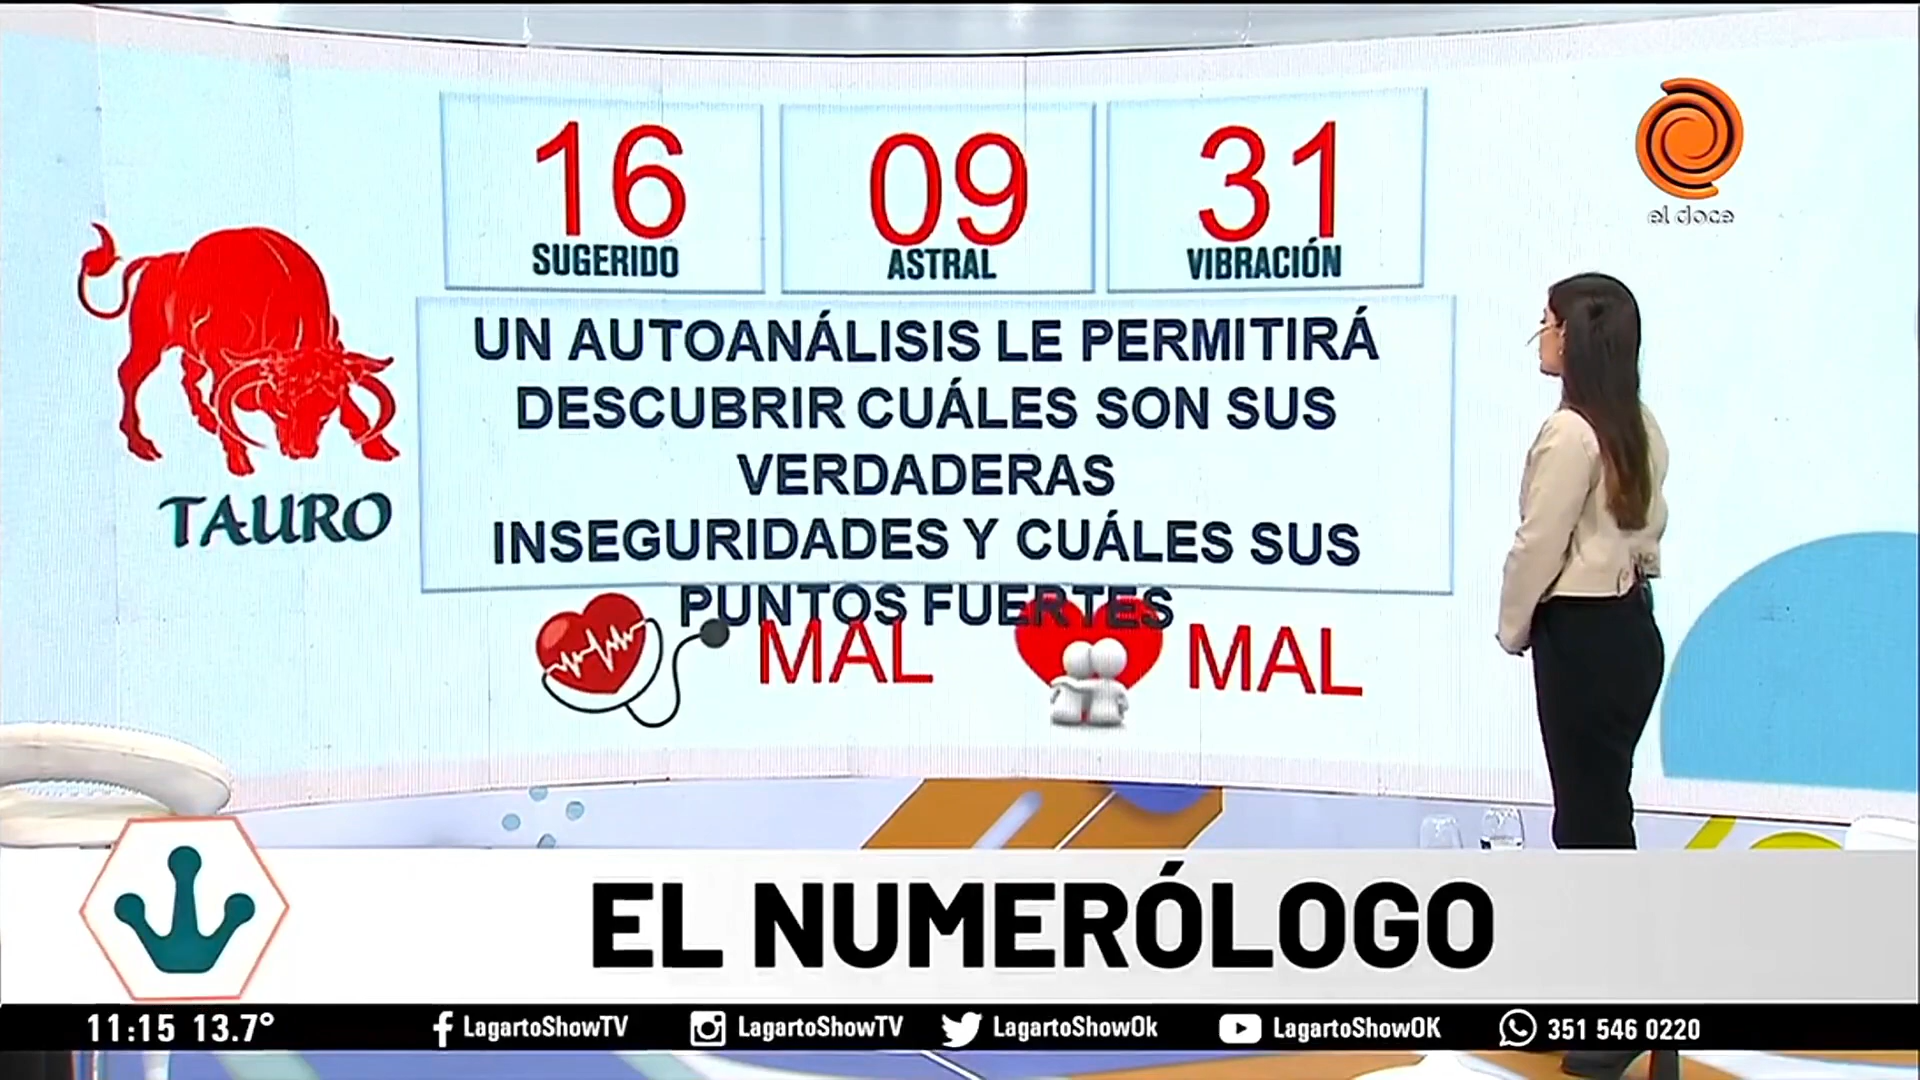 16
SUGERIDO
09
ASTRAL
31
VIBRACIÓN
el doce
TAURO
UN AUTOANÁLISIS LE PERMITIRÁ
DESCUBRIR CUÁLES SON SUS
VERDADERAS
INSEGURIDADES Y CUÁLES SUS
PUNTOS FUERTES
MAL
MAL
EL NUMERÓLOGO
11:15 13.7°
LagartoShowTV
LagartoShowTV
LagartoShowOk
LagartoShowOK
351 546 0220